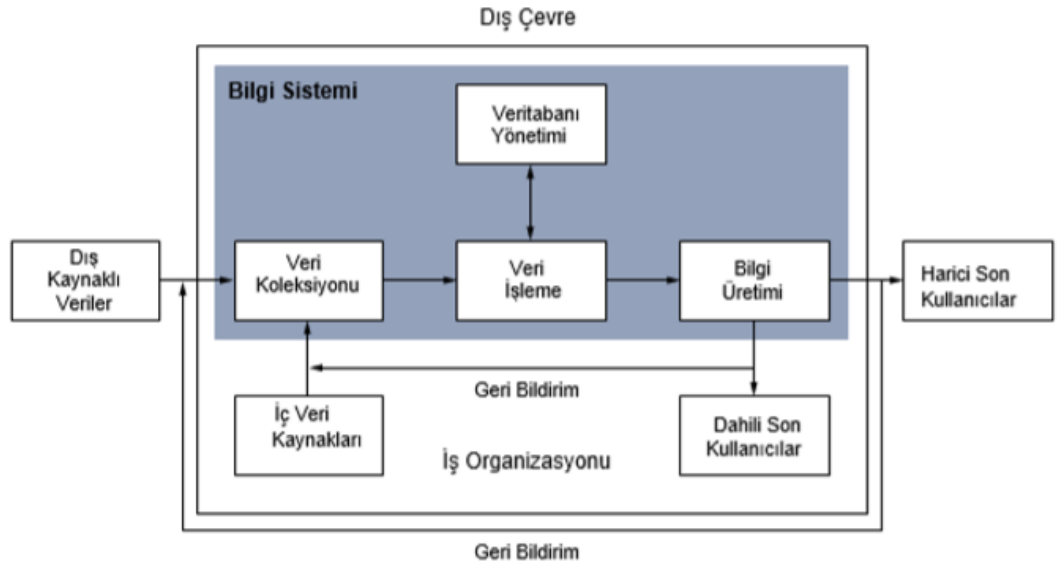 Dış Çevre
Bilgi Sistemi
Veritabanı
Yönetimi
Dış
Kaynaklı
Veriler
Veri
Koleksiyonu
Veri
İşleme
Bilgi
Üretimi
Harici Son
Kullanıcılar
Geri Bildirim
İç Veri
Kaynakları
Dahili Son
Kullanıcılar
İş Organizasyonu
Geri Bildirim